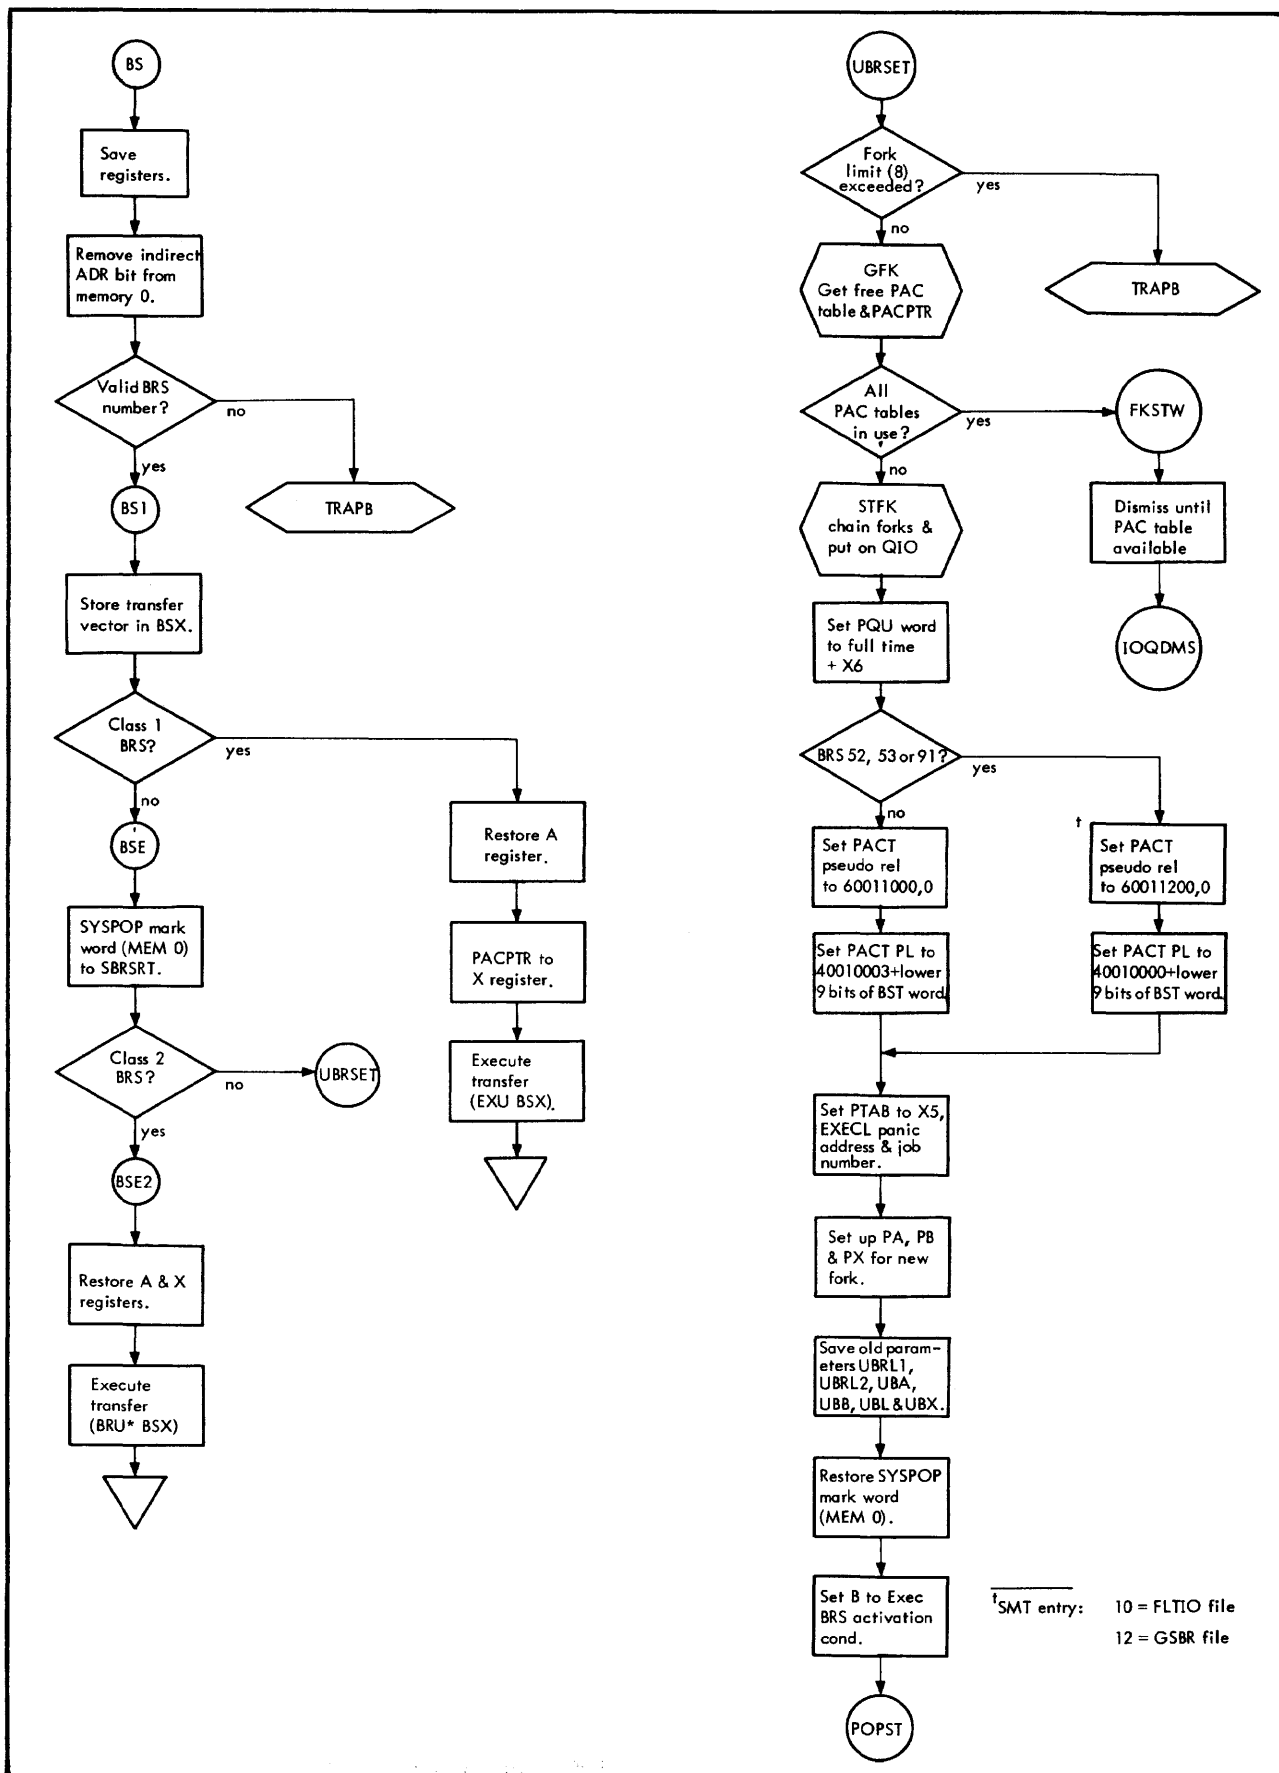 BS
Save
registers.
Remove indirect
ADR bit from
memory 0.
Valid BRS
number?
no
yes
TRAPB
BS1
Store transfer
vector in BSX.
Class 1
BRS?
yes
no
BSE
Restore A
register.
SYSPOP mark
word (MEM 0)
to SBRSRT.
PACPTR to
X register.
Class 2
BRS?
no
UBRSET
Execute
transfer
(EXU BSX).
yes
BSE2
Restore A & X
registers.
Execute
transfer
(BRU* BSX)
UBRSET
Fork
limit (8)
exceeded?
yes
no
TRAPB
GFK
Get free PAC
table &PACPTR
All
PAC tables
in use?
yes
FKSTW
no
STFK
chain forks &
put on QIO
Dismiss until
PAC table
available
IOQDMS
Set PQU word
to full time
+ X6
BRS 52, 53 or 91?
yes
no
Set PACT
pseudo rel
to 60011000,0
t
Set PACT
pseudo rel
to 60011200,0
Set PACT PL to
40010003+lower
9 bits of BST word.
Set PACT PL to
40010000+lower
9 bits of BST word.
Set PTAB to X5,
EXECL panic
address & job
number.
Set up PA, PB
& PX for new
fork.
Save old param-
eters UBRL1,
UBRL2, UBA,
UBB, UBL &UBX.
Restore SYSPOP
mark word
(MEM 0).
Set B to Exec
BRS activation
cond.
POPST
tSMT entry: 10 = FLTIO file
12 = GSBR file